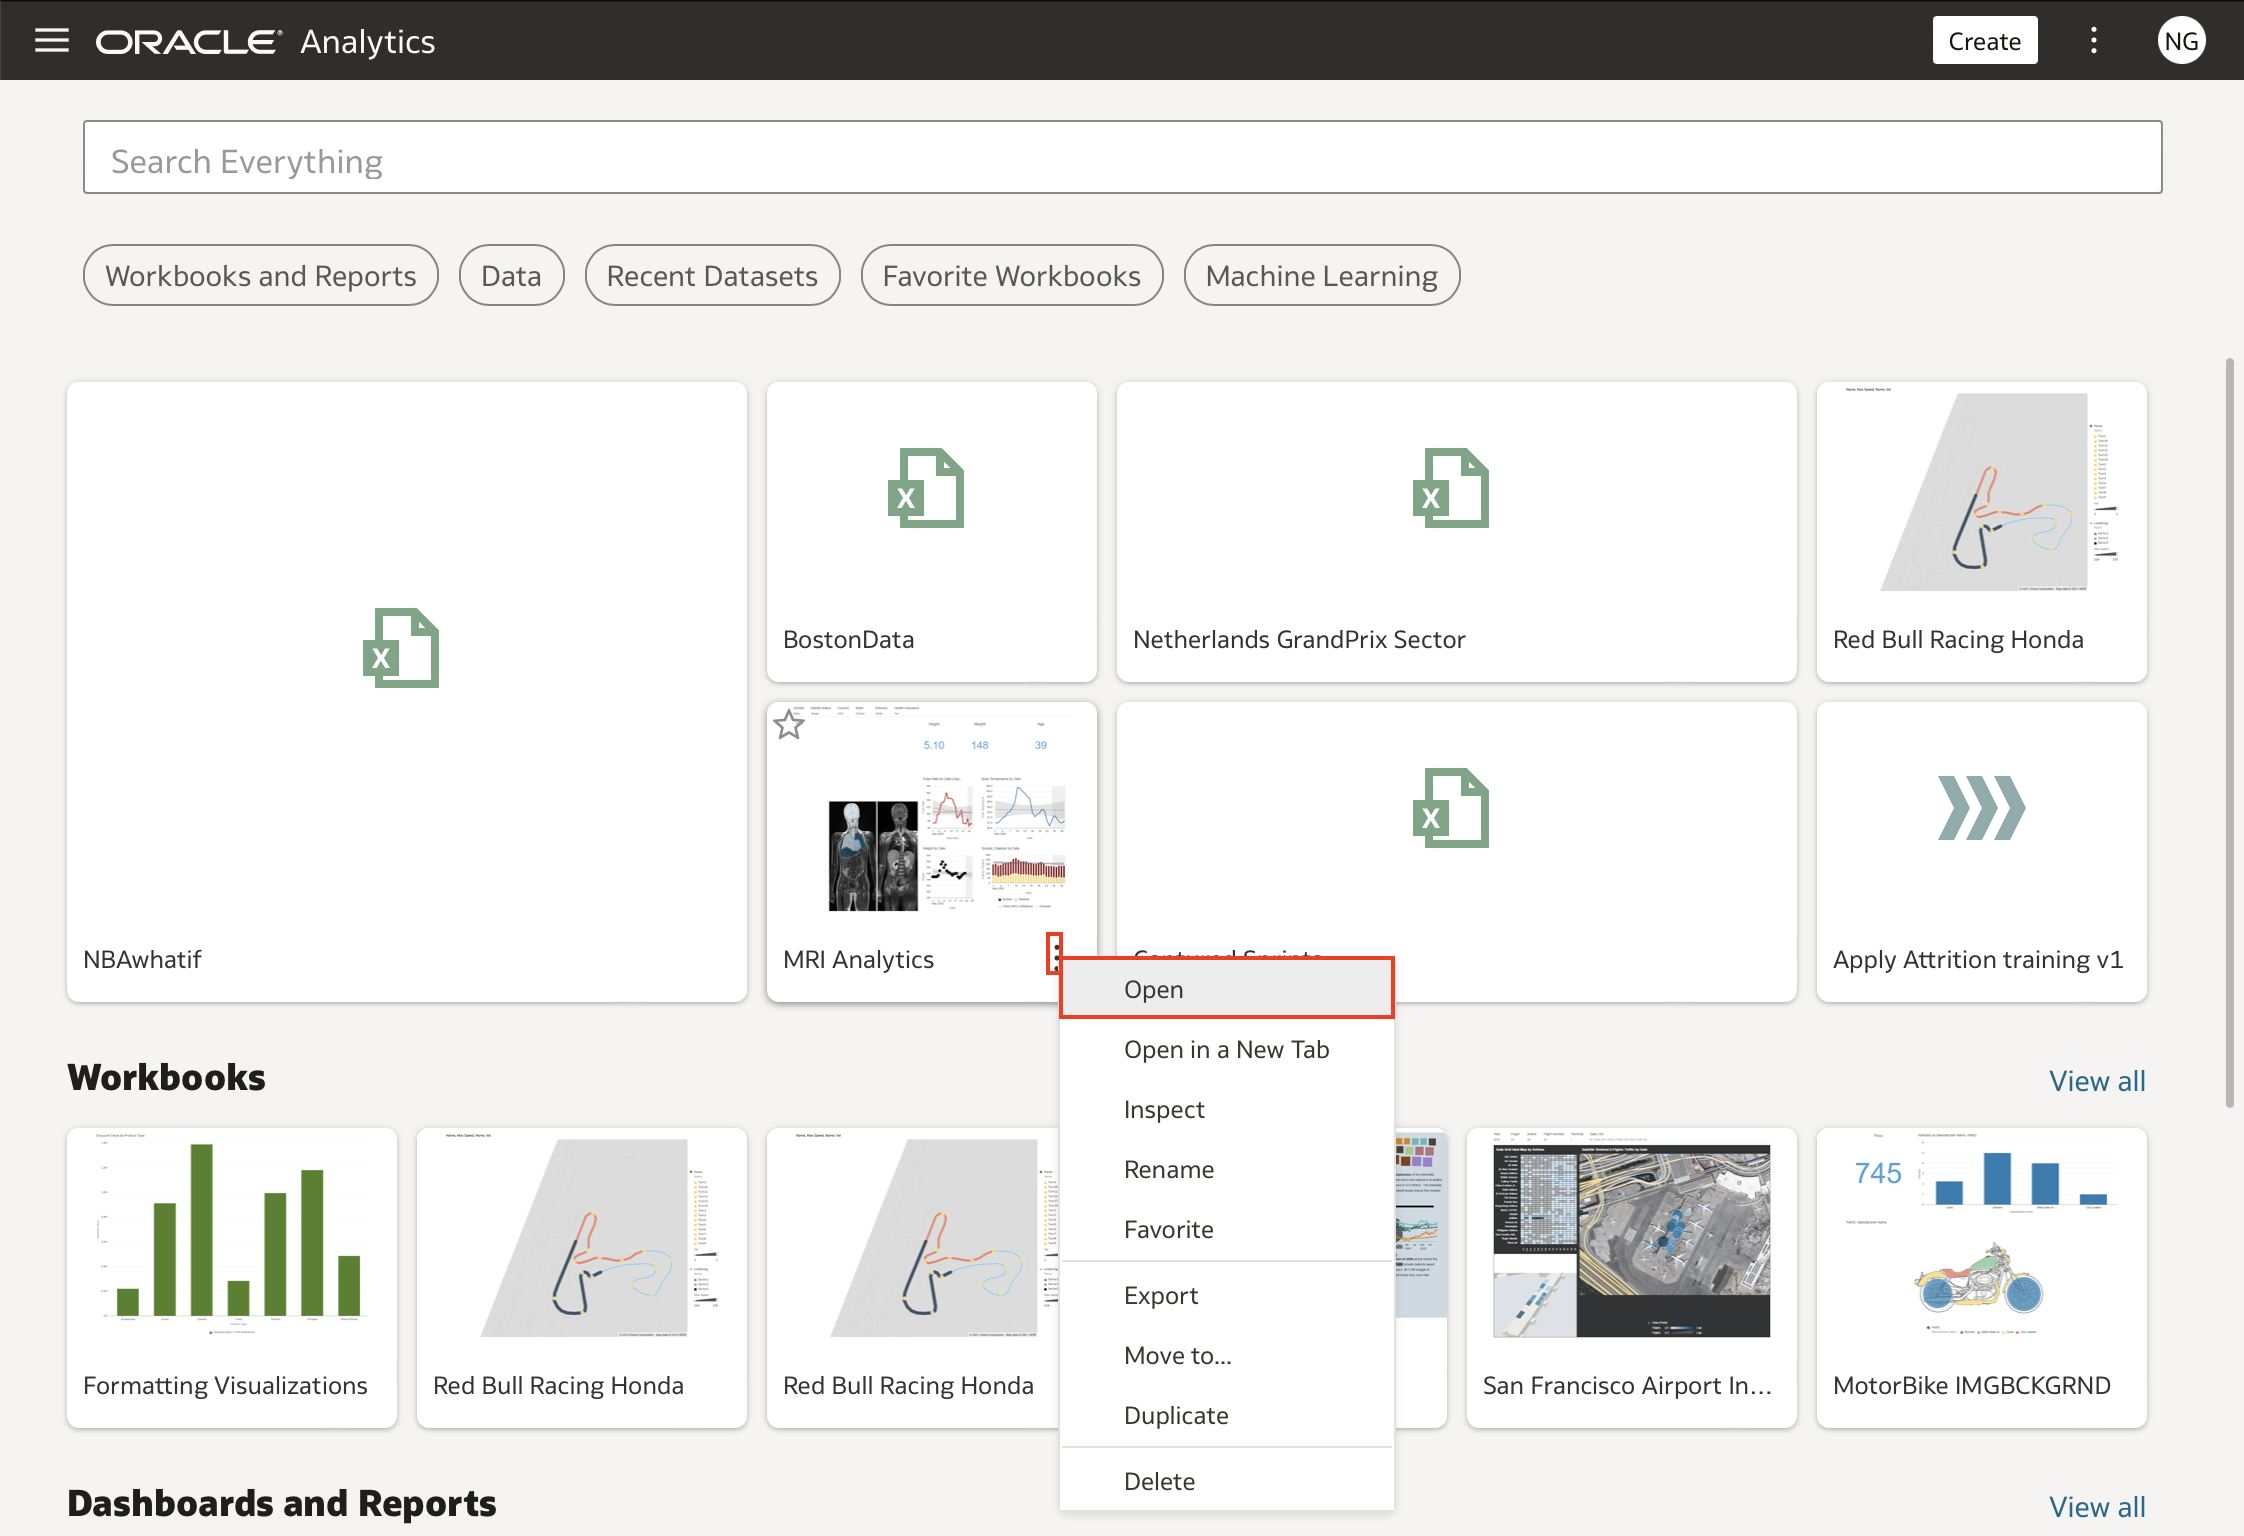 ORACLE Analytics
Create
NG
Search Everything
Workbooks and Reports
Data
Recent Datasets
Favorite Workbooks
Machine Learning
NBAwhatif
BostonData
Netherlands GrandPrix Sector
Red Bull Racing Honda
5.10
148
39
MRI Analytics
Captured Sprints
Apply Attrition training v1
Open
Open in a New Tab
Inspect
Rename
Favorite
Export
Move to...
Duplicate
Delete
Workbooks
View all
Formatting Visualizations
Red Bull Racing Honda
Red Bull Racing Honda
San Francisco Airport In...
745
MotorBike IMGBCKGRND
Dashboards and Reports
View all